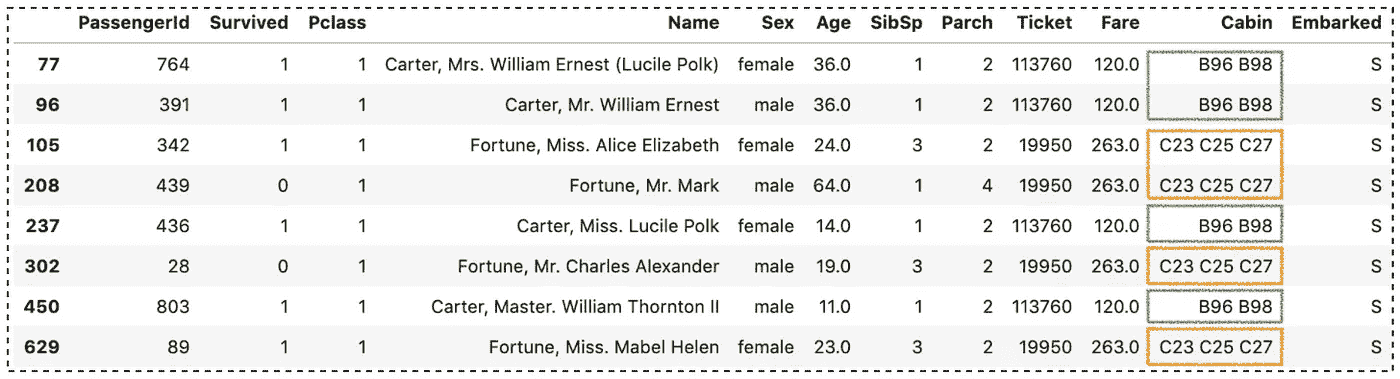 PassengerId Survived Pclass Name Sex Age SibSp Parch Ticket Fare Cabin Embarked
77 764 1 1 Carter, Mrs. William Ernest (Lucile Polk) female 36.0 1 2 113760 120.0 B96 B98 S
96 391 1 1 Carter, Mr. William Ernest male 36.0 1 2 113760 120.0 B96 B98 S
105 342 1 1 Fortune, Miss. Alice Elizabeth female 24.0 3 2 19950 263.0 C23 C25 C27 S
208 439 0 1 Fortune, Mr. Mark male 64.0 1 4 19950 263.0 C23 C25 C27 S
237 436 1 1 Carter, Miss. Lucile Polk female 14.0 1 2 113760 120.0 B96 B98 S
302 28 0 1 Fortune, Mr. Charles Alexander male 19.0 3 2 19950 263.0 C23 C25 C27 S
450 803 1 1 Carter, Master. William Thornton II male 11.0 1 2 113760 120.0 B96 B98 S
629 89 1 1 Fortune, Miss. Mabel Helen female 23.0 3 2 19950 263.0 C23 C25 C27 S